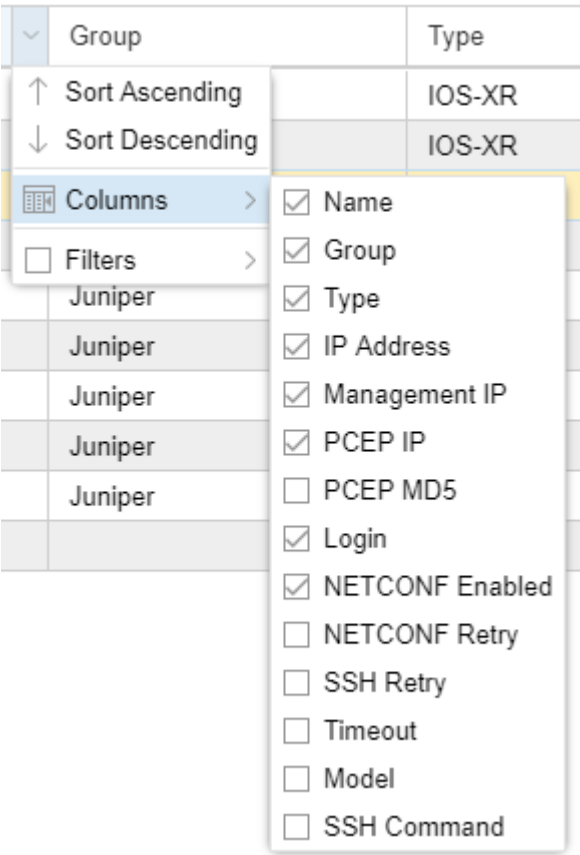 Group Type
Sort Ascending IOS-XR
Sort Descending IOS-XR
Columns
Name
Filters
Group
Juniper
Type
Juniper
IP Address
Juniper
Management IP
Juniper
PCEP IP
Juniper
PCEP MD5
Login
NETCONF Enabled
NETCONF Retry
SSH Retry
Timeout
Model
SSH Command